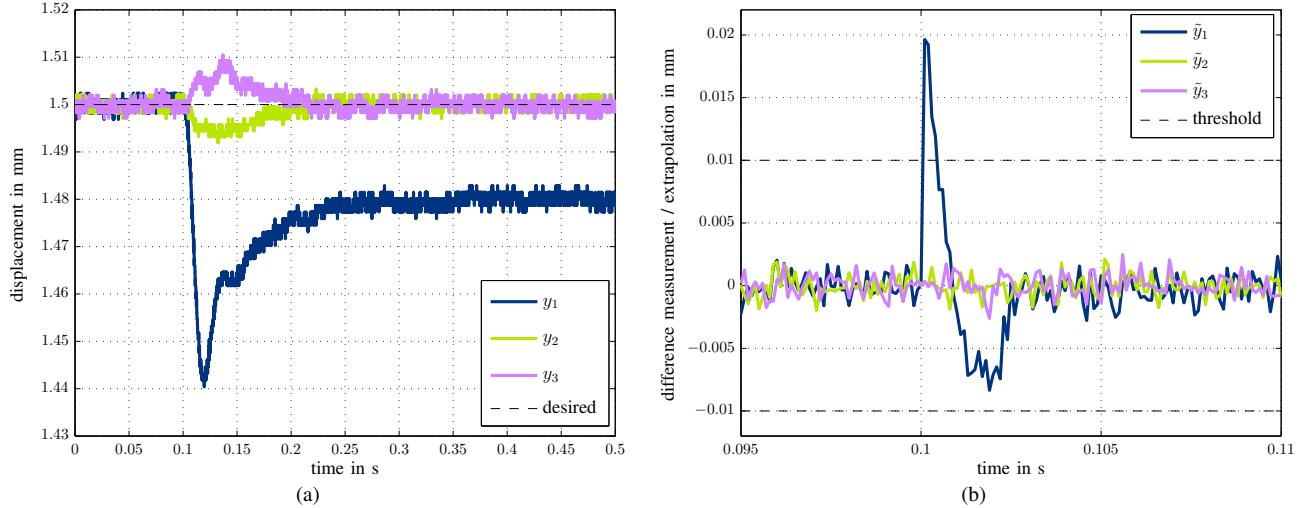 1.52
1.51
1.5
1.49
1.48
1.47
1.46
1.45
1.44
1.43
displacement in mm
y₁
y₂
y₃
desired
0 0.05 0.1 0.15 0.2 0.25 0.3 0.35 0.4 0.45 0.5
time in s
(a)
0.02
0.015
0.01
0.005
0
−0.005
−0.01
difference measurement / extrapolation in mm
ỹ₁
ỹ₂
ỹ₃
threshold
0.095 0.1 0.105 0.11
time in s
(b)